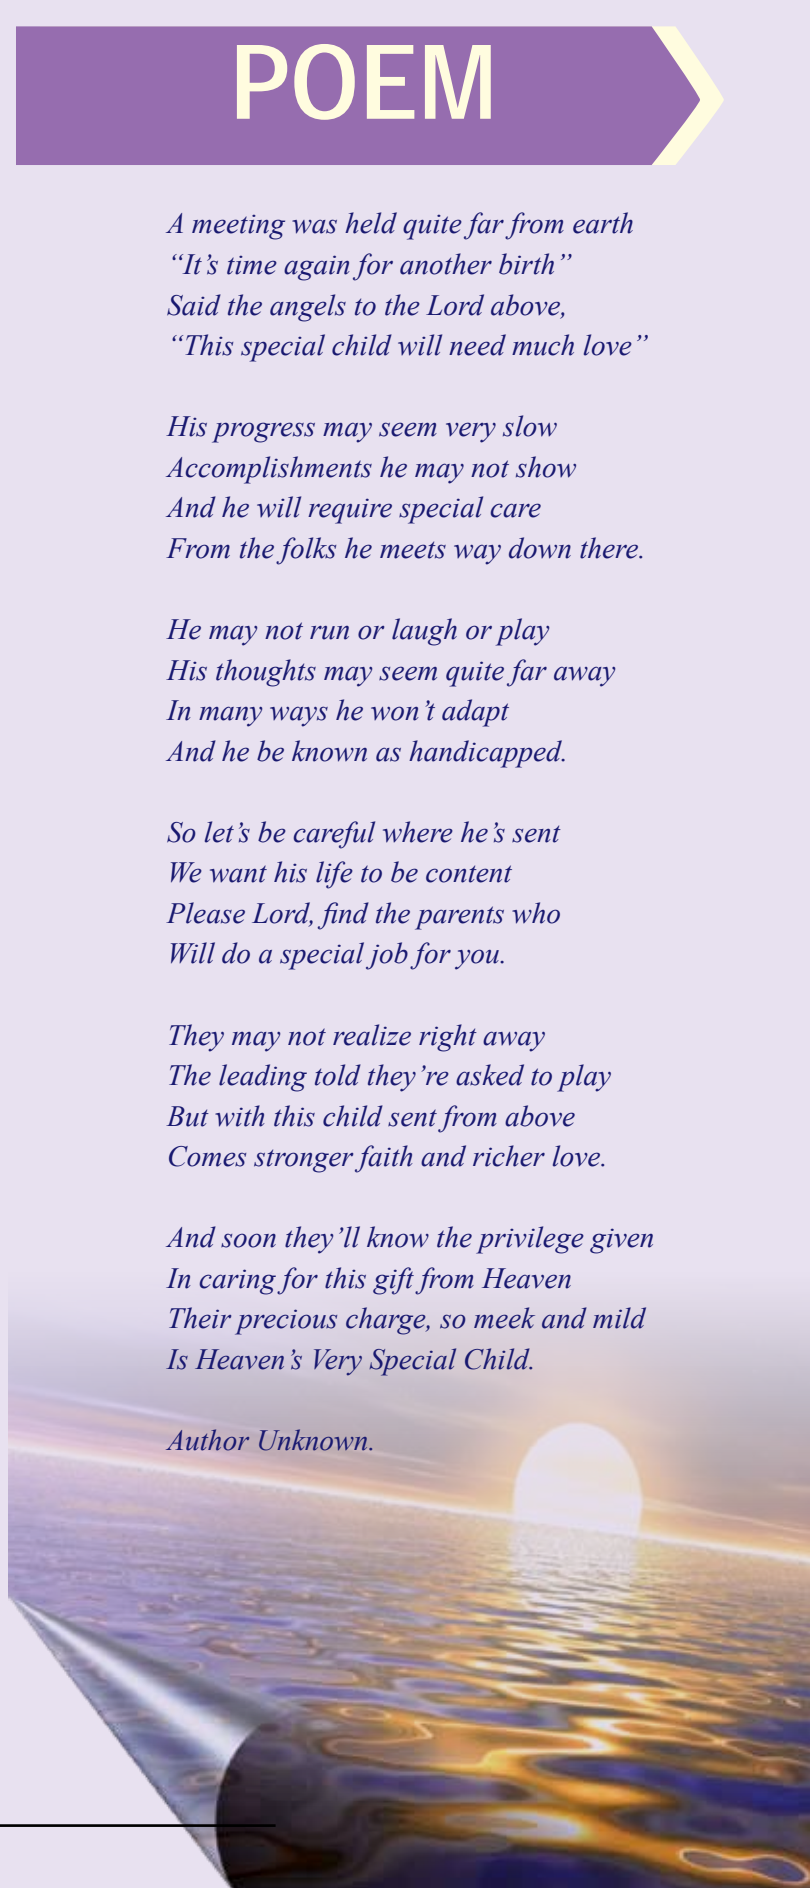 POEM
A meeting was held quite far from earth
“It’s time again for another birth”
Said the angels to the Lord above,
“This special child will need much love”
His progress may seem very slow
Accomplishments he may not show
And he will require special care
From the folks he meets way down there.
He may not run or laugh or play
His thoughts may seem quite far away
In many ways he won’t adapt
And he be known as handicapped.
So let’s be careful where he’s sent
We want his life to be content
Please Lord, find the parents who
Will do a special job for you.
They may not realize right away
The leading told they’re asked to play
But with this child sent from above
Comes stronger faith and richer love.
And soon they’ll know the privilege given
In caring for this gift from Heaven
Their precious charge, so meek and mild
Is Heaven’s Very Special Child.
Author Unknown.